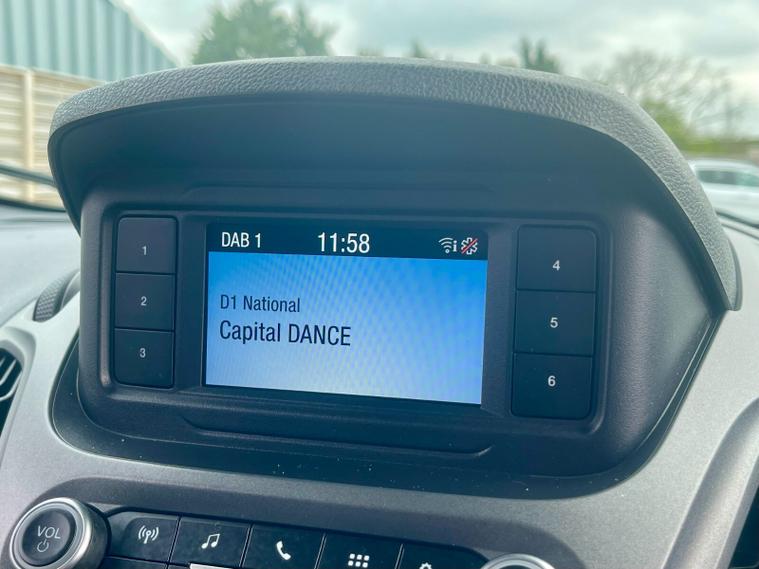 DAB 1 11:58 i
D1 National
Capital DANCE
1
2
3
4
5
6
VOL